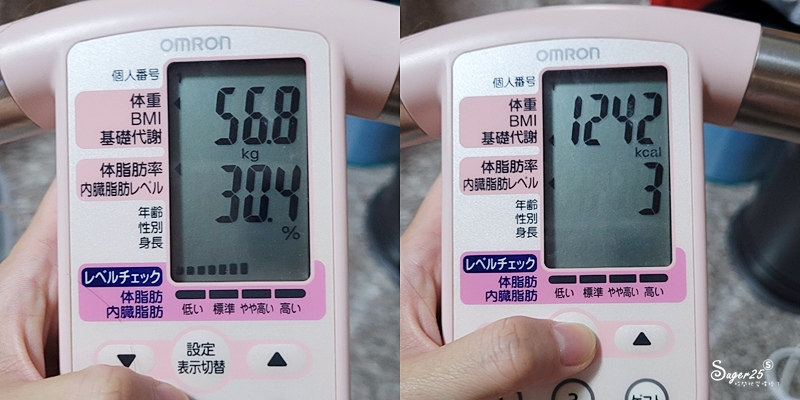 OMRON
個人番号
体重
BMI
基礎代謝
体脂肪率
内臓脂肪レベル
年齢
性別
身長
56.8
kg
30.4
%
レベルチェック
体脂肪
内臓脂肪
低い 標準 やや高い 高い
▼ 設定 ▲
表示切替
OMRON
個人番号
体重
BMI
基礎代謝
体脂肪率
内臓脂肪レベル
年齢
性別
身長
1242
kcal
3
レベルチェック
体脂肪
内臓脂肪
低い 標準 やや高い 高い
▲
Suger25